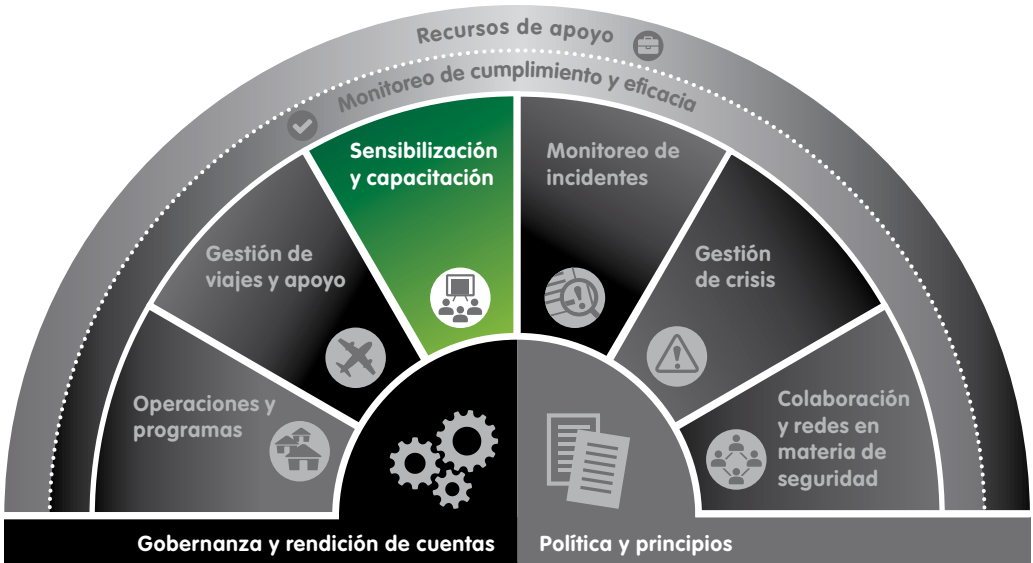 Recursos de apoyo
Monitoreo de cumplimiento y eficacia
Sensibilización
y capacitación
Monitoreo de
incidentes
Gestión de
viajes y apoyo
Gestión
de crisis
Operaciones y
programas
Colaboración
y redes en
materia de
seguridad
Gobernanza y rendición de cuentas
Política y principios